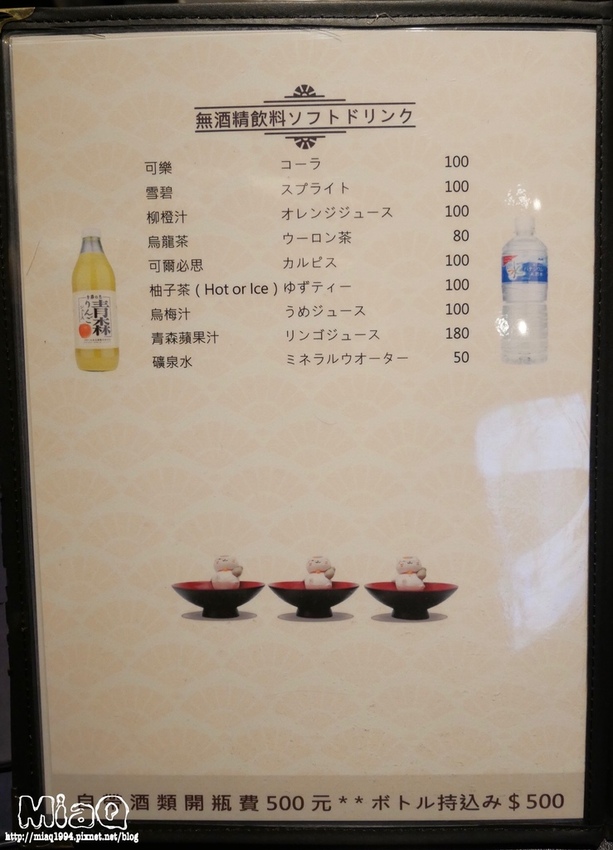 無酒精飲料ソフトドリンク
可樂 コーラ 100
雪碧 スプライト 100
柳橙汁 オレンジジュース 100
烏龍茶 ウーロン茶 80
可爾必思 カルピス 100
柚子茶 ( Hot or Ice ) ゆずティー 100
烏梅汁 うめジュース 100
青森蘋果汁 リンゴジュース 180
礦泉水 ミネラルウオーター 50
青森
りんご
自 酒類開瓶費500元**ボトル持込み$500
MiaQ
http://miaq1994.pixnet.net/blog